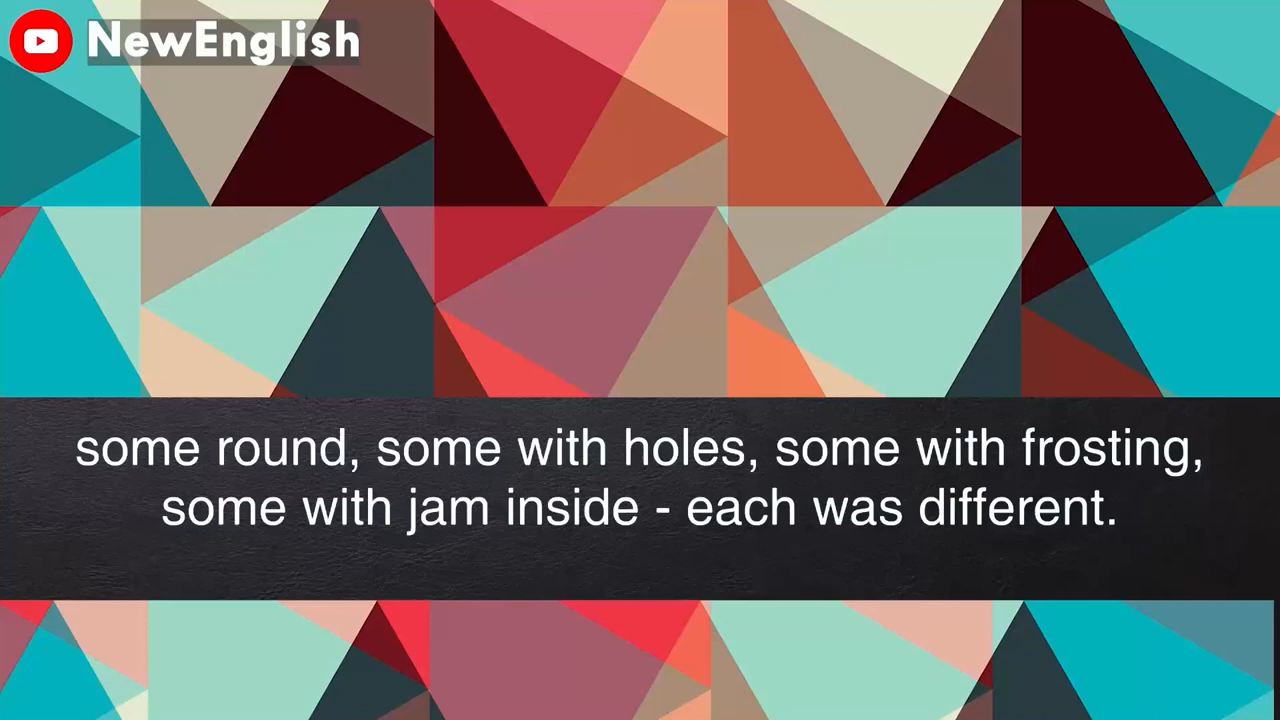 NewEnglish
some round, some with holes, some with frosting,
some with jam inside - each was different.